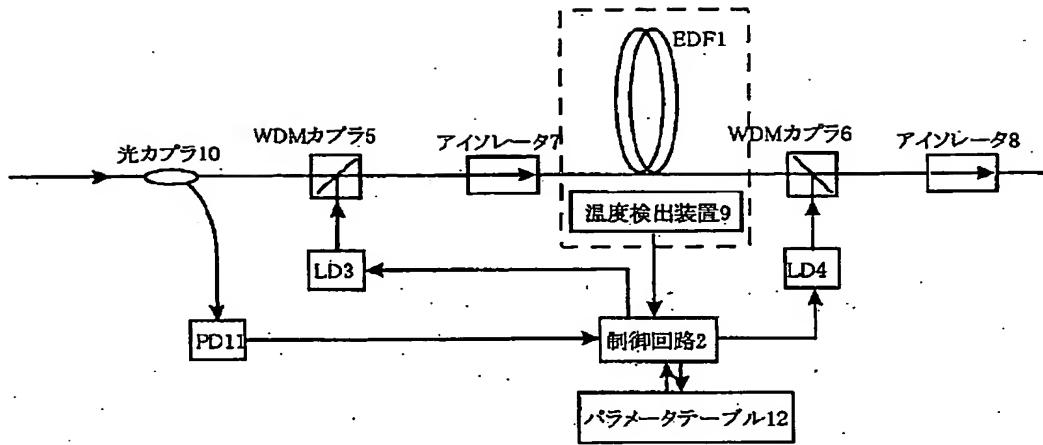 EDF1
光カプラ10
WDMカプラ5
アイソレータ7
WDMカプラ6
アイソレータ8
温度検出装置9
LD3
LD4
PD11
制御回路2
パラメータテーブル12